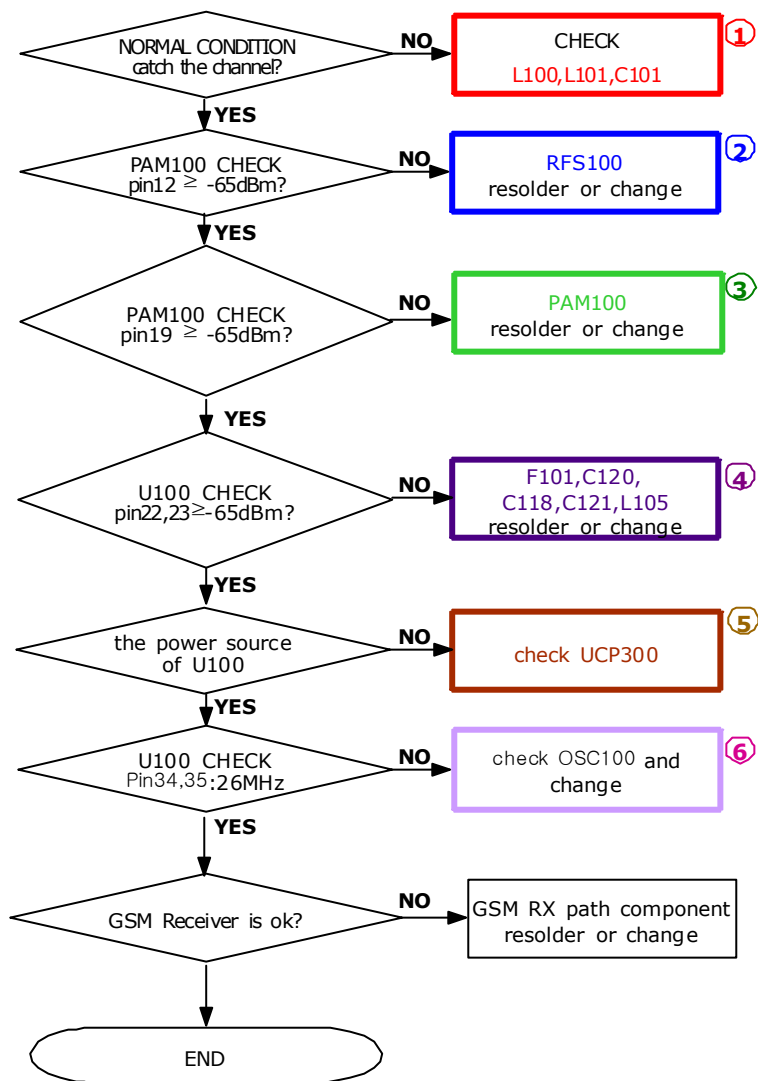 NORMAL CONDITION
catch the channel?
NO
CHECK
L100,L101,C101
1
YES
PAM100 CHECK
pin12 ≥ -65dBm?
NO
RFS100
resolder or change
2
YES
PAM100 CHECK
pin19 ≥ -65dBm?
NO
PAM100
resolder or change
3
YES
U100 CHECK
pin22,23≥-65dBm?
NO
F101,C120,
C118,C121,L105
resolder or change
4
YES
the power source
of U100
NO
check UCP300
5
YES
U100 CHECK
Pin34,35:26MHz
NO
check OSC100 and
change
6
YES
GSM Receiver is ok?
NO
GSM RX path component
resolder or change
END